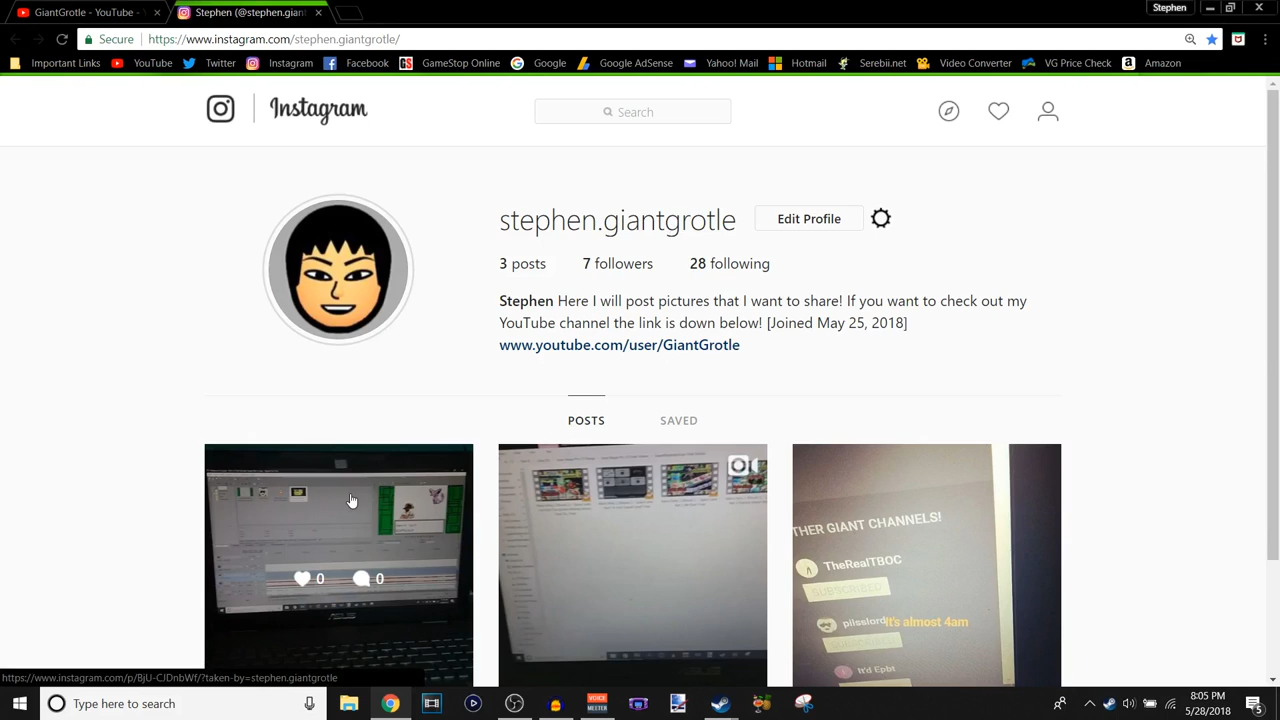 GiantGrotle - YouTube -
Stephen (@stephen.giant
Stephen
Secure
https://www.instagram.com/stephen.giantgrotle/
Important Links YouTube Twitter Instagram Facebook GameStop Online Google Google AdSense Yahoo! Mail Hotmail Serebii.net Video Converter VG Price Check Amazon
Instagram
Search
stephen.giantgrotle
Edit Profile
3 posts 7 followers 28 following
Stephen Here I will post pictures that I want to share! If you want to check out my
YouTube channel the link is down below! [Joined May 25, 2018]
www.youtube.com/user/GiantGrotle
POSTS SAVED
0 0
THER GIANT CHANNELS!
TheRealTBOC
SUBSCRIBED
It's almost 4am
https://www.instagram.com/p/BjU-CJDnbWf/?taken-by=stephen.giantgrotle
Type here to search
VOICE
MEETER
8:05 PM
5/28/2018
5